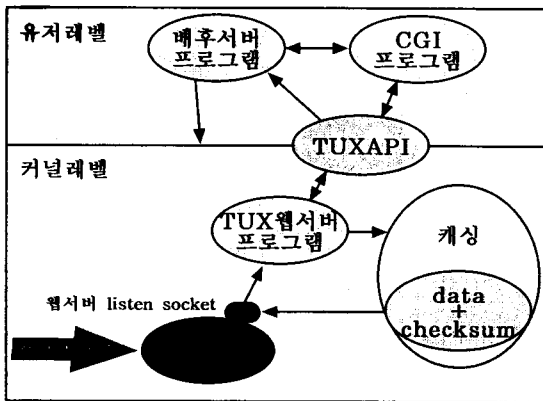 유저레벨
배후서버
프로그램
CGI
프로그램
TUXAPI
커널레벨
TUX웹서버
프로그램
캐싱
data
+
checksum
웹서버 listen socket